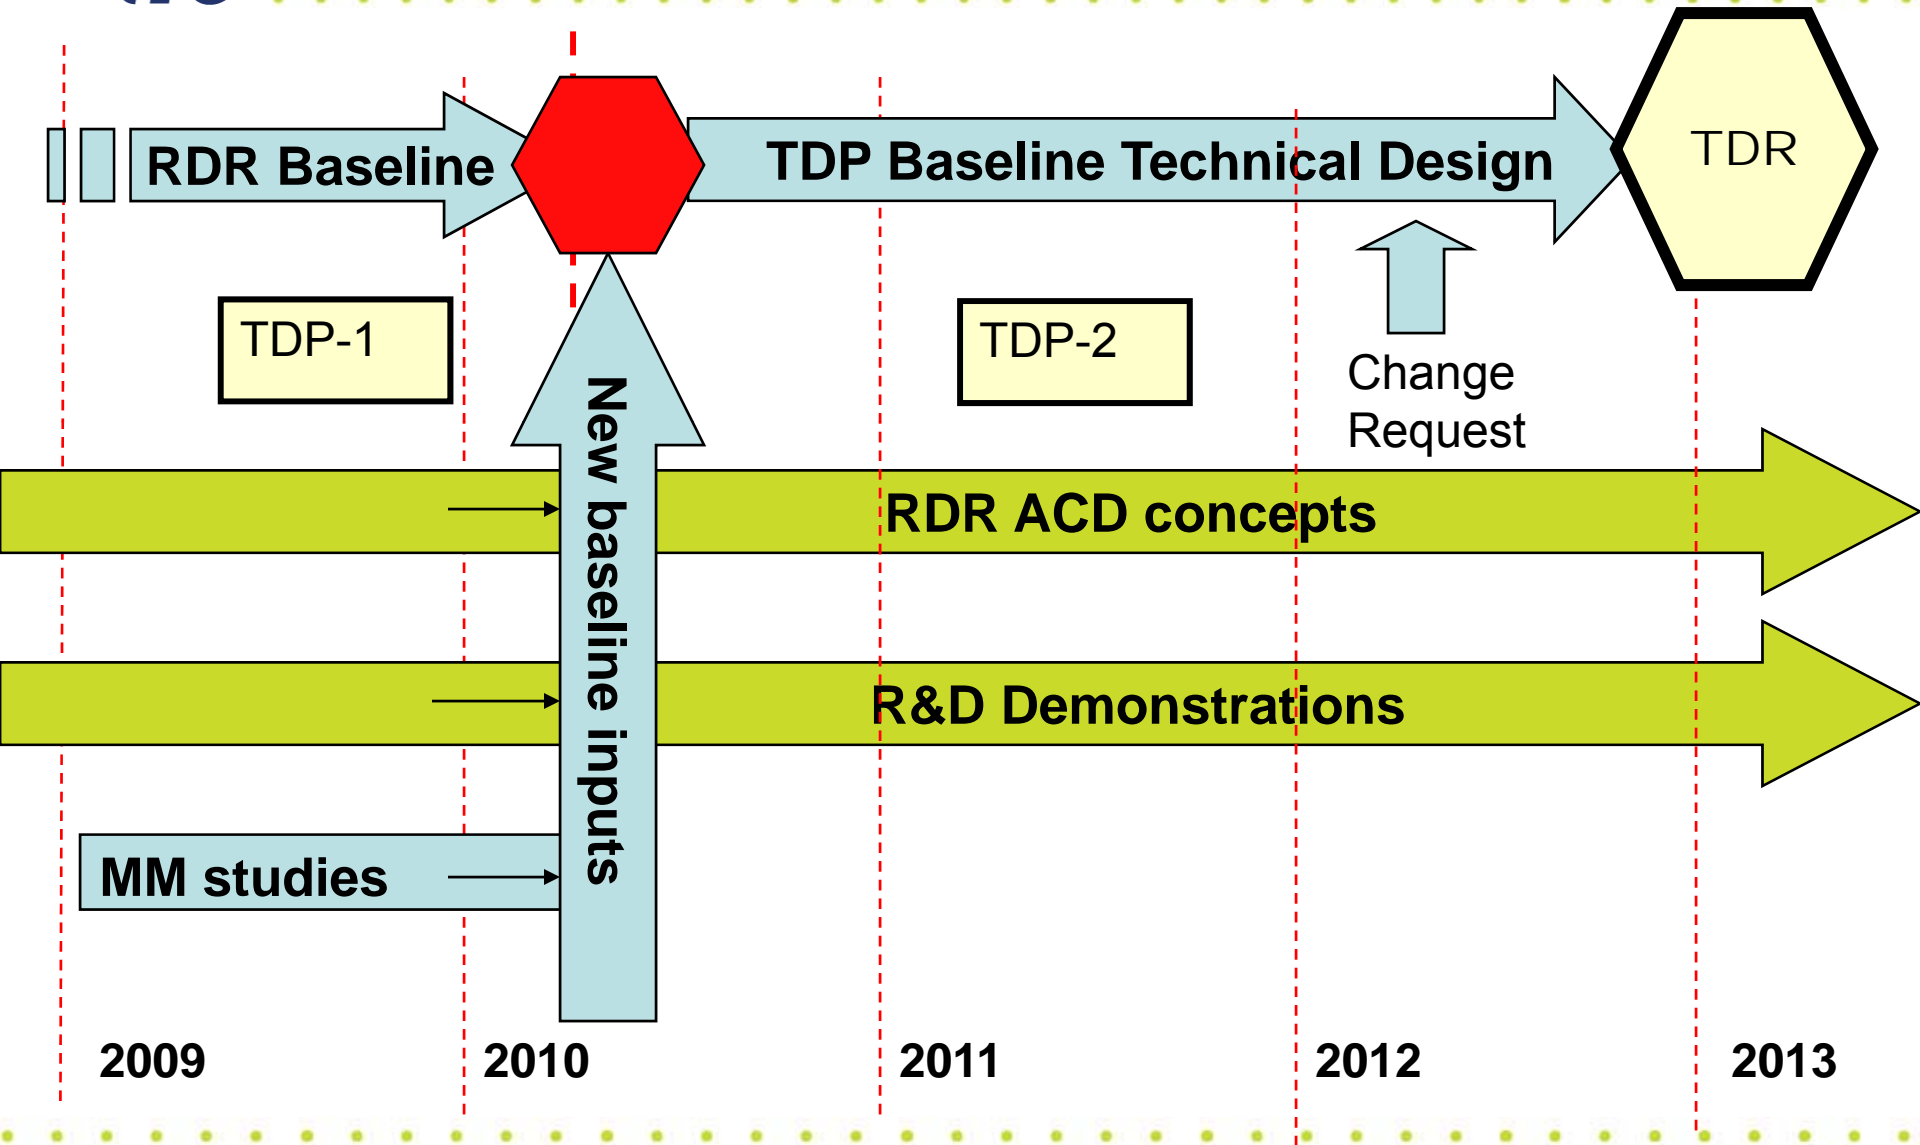 RDR Baseline
TDP Baseline Technical Design
TDR
TDP-1
TDP-2
Change
Request
New baseline inputs
RDR ACD concepts
R&D Demonstrations
MM studies
2009
2010
2011
2012
2013